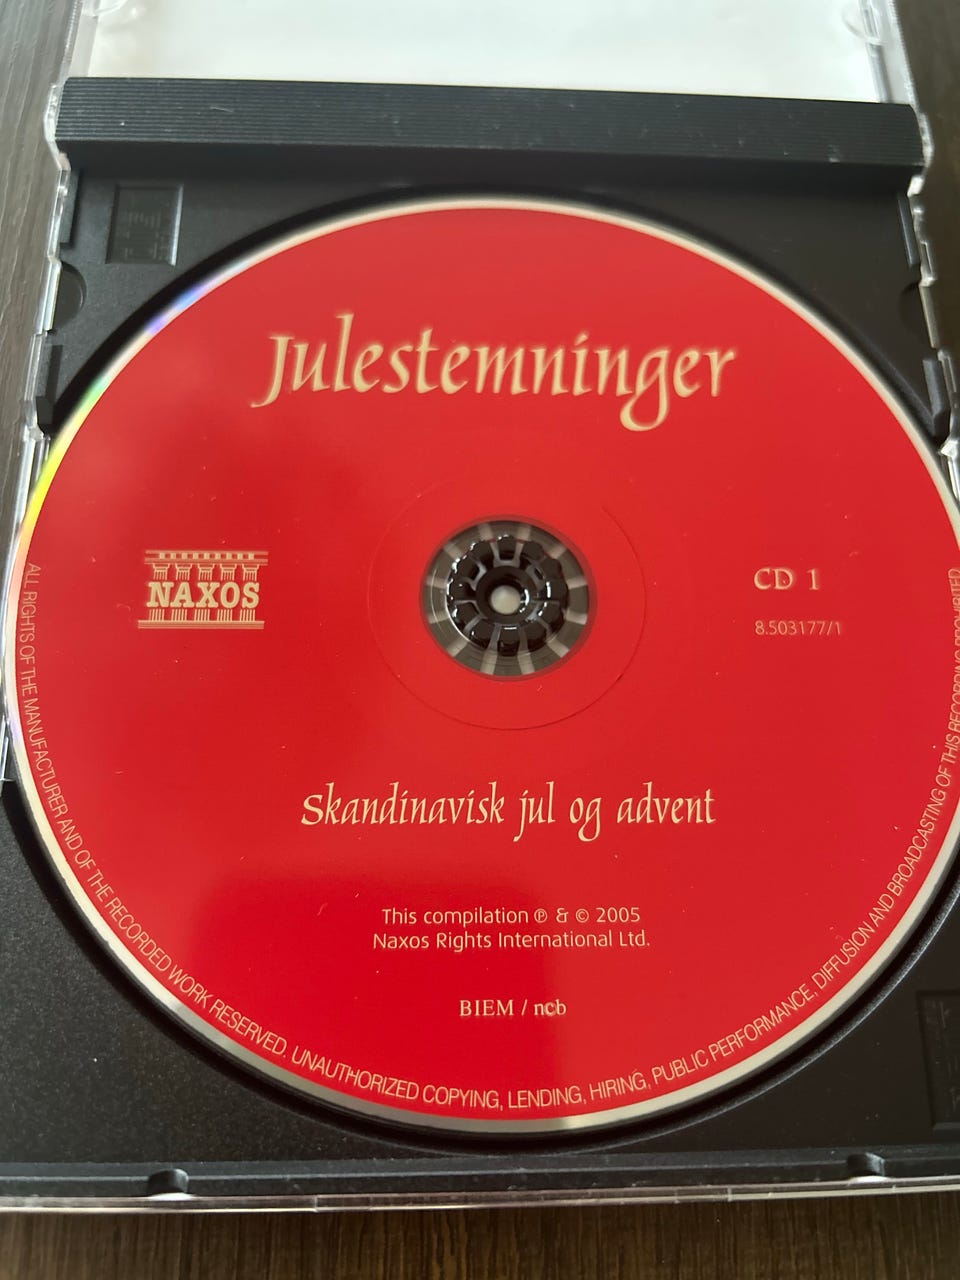 Julestemninger
NAXOS
CD 1
8.503177/1
Skandinavisk jul og advent
This compilation ℗ & © 2005
Naxos Rights International Ltd.
BIEM / ncb
ALL RIGHTS OF THE MANUFACTURER AND OF THE RECORDED WORK RESERVED. UNAUTHORIZED COPYING, LENDING, HIRING, PUBLIC PERFORMANCE, DIFFUSION AND BROADCASTING OF THIS RECORDING PROHIBITED